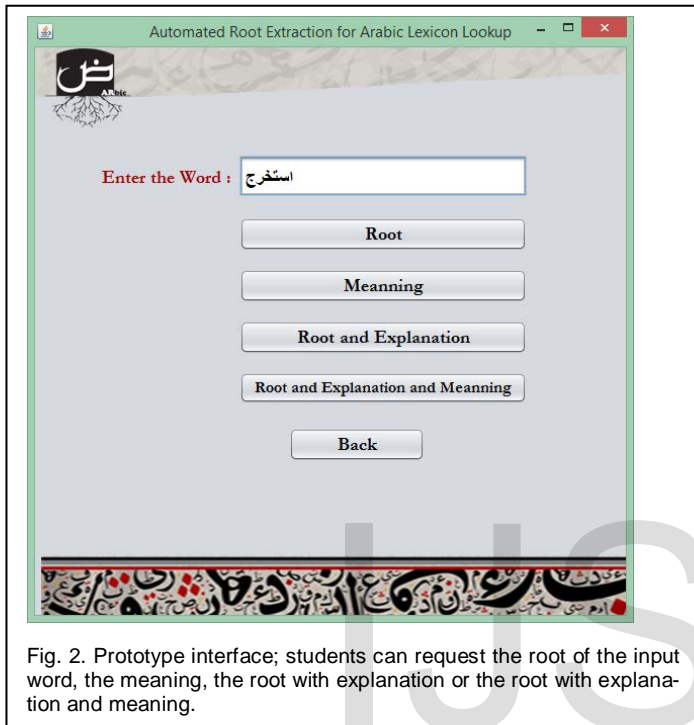 Automated Root Extraction for Arabic Lexicon Lookup
ض
ARbic
Enter the Word :
استخرج
Root
Meanning
Root and Explanation
Root and Explanation and Meanning
Back
IJS
Fig. 2. Prototype interface; students can request the root of the input
word, the meaning, the root with explanation or the root with explana-
tion and meaning.